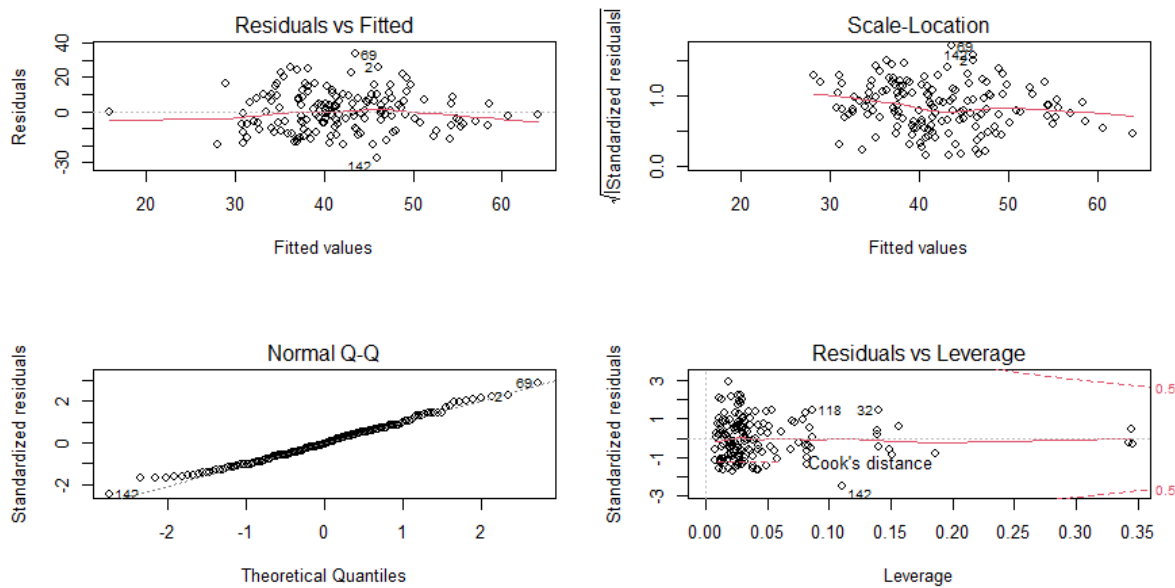 Residuals vs Fitted
Residuals
40
20
0
-30
69
2
142
20 30 40 50 60
Fitted values
Scale-Location
√|Standardized residuals|
1.0
0.0
69
142
2
20 30 40 50 60
Fitted values
Normal Q-Q
Standardized residuals
2
0
-2
69
2
142
-2 -1 0 1 2
Theoretical Quantiles
Residuals vs Leverage
Standardized residuals
3
1
-1
-3
118 32
Cook's distance
142
0.5
0.5
0.00 0.05 0.10 0.15 0.20 0.25 0.30 0.35
Leverage